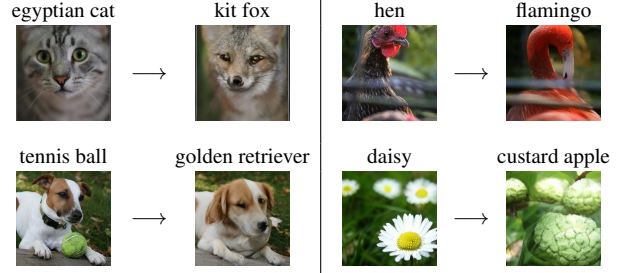 egyptian cat
kit fox
hen
flamingo
tennis ball
golden retriever
daisy
custard apple